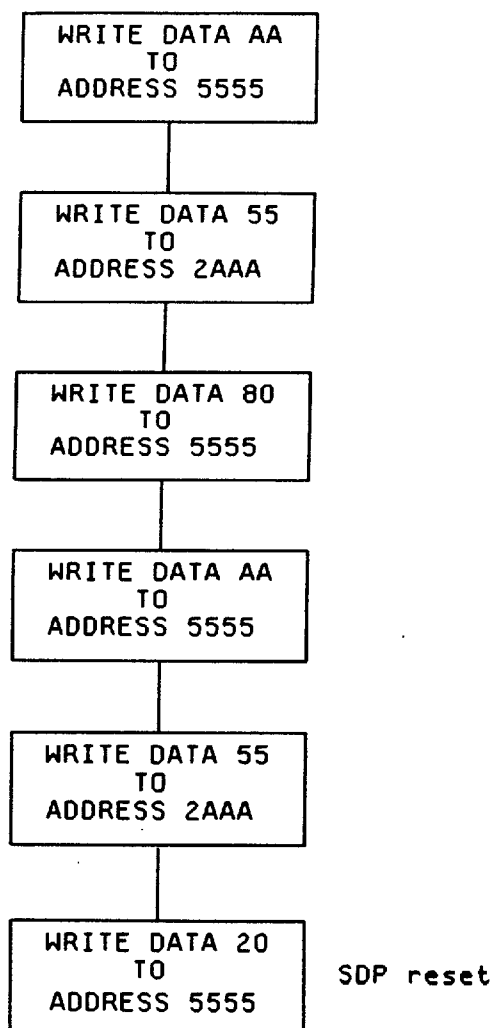 WRITE DATA AA
TO
ADDRESS 5555
WRITE DATA 55
TO
ADDRESS 2AAA
WRITE DATA 80
TO
ADDRESS 5555
WRITE DATA AA
TO
ADDRESS 5555
WRITE DATA 55
TO
ADDRESS 2AAA
WRITE DATA 20
TO
ADDRESS 5555
SDP reset